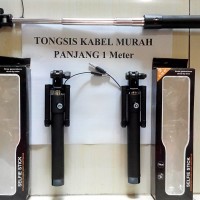 TONGSIS KABEL MURAH
PANJANG 1 Meter
SELFIE STICK
SELFIE STICK